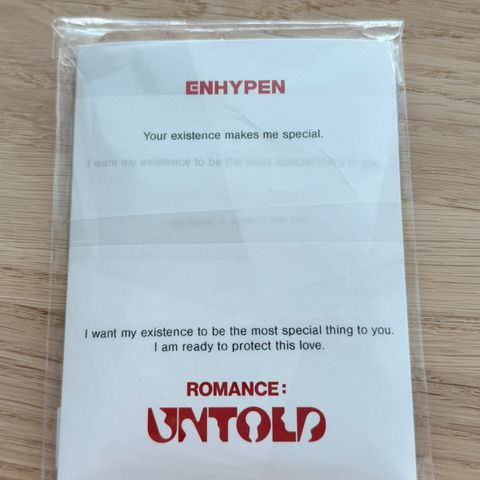 ENHYPEN
Your existence makes me special.
I want my existence to be the most special thing to you.
I want my existence to be the most special thing to you.
I am ready to protect this love.
ROMANCE:
UNTOLD